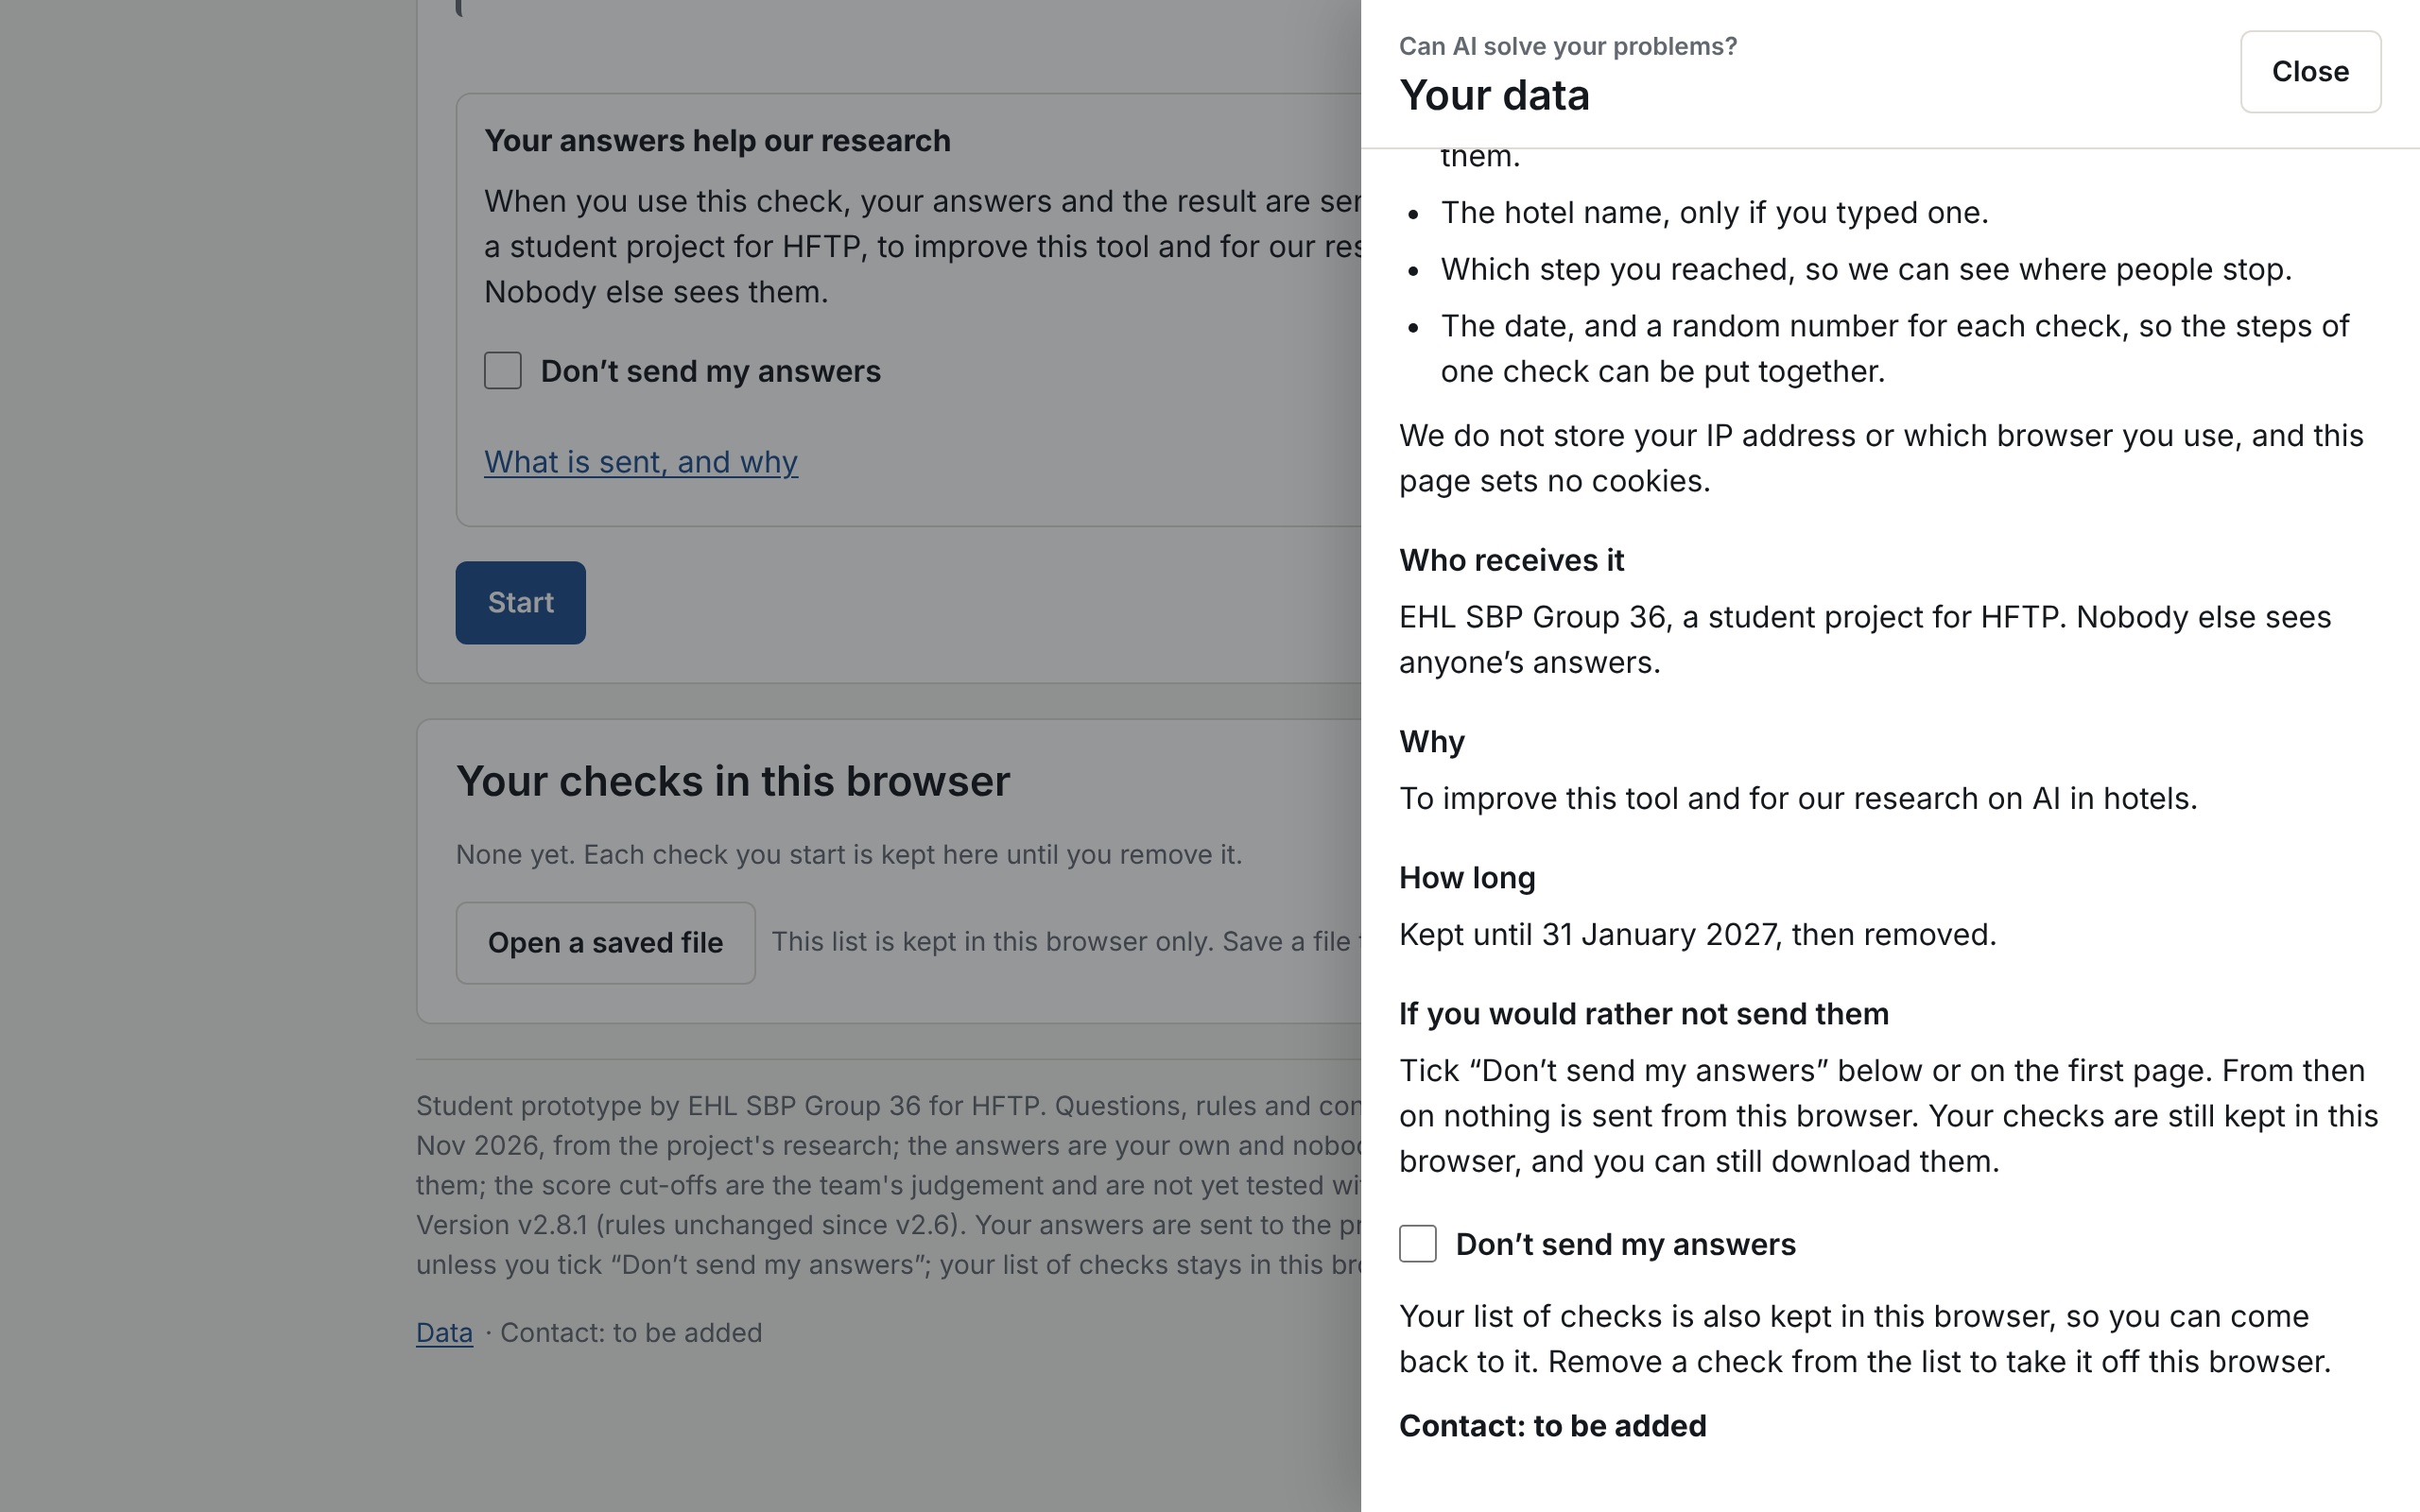 Your answers help our research
When you use this check, your answers and the result are
a student project for HFTP, to improve this tool and for our
Nobody else sees them.
Don’t send my answers
What is sent, and why
Start
Your checks in this browser
None yet. Each check you start is kept here until you remove it.
Open a saved file
This list is kept in this browser only. Save a file
Student prototype by EHL SBP Group 36 for HFTP. Questions, rules and
Nov 2026, from the project's research; the answers are your own and
them; the score cut-offs are the team's judgement and are not yet tested
Version v2.8.1 (rules unchanged since v2.6). Your answers are sent to the
unless you tick “Don’t send my answers”; your list of checks stays in this
Data · Contact: to be added
Can AI solve your problems?
Your data
Close
them.
• The hotel name, only if you typed one.
• Which step you reached, so we can see where people stop.
• The date, and a random number for each check, so the steps of
one check can be put together.
We do not store your IP address or which browser you use, and this
page sets no cookies.
Who receives it
EHL SBP Group 36, a student project for HFTP. Nobody else sees
anyone’s answers.
Why
To improve this tool and for our research on AI in hotels.
How long
Kept until 31 January 2027, then removed.
If you would rather not send them
Tick “Don’t send my answers” below or on the first page. From then
on nothing is sent from this browser. Your checks are still kept in this
browser, and you can still download them.
Don’t send my answers
Your list of checks is also kept in this browser, so you can come
back to it. Remove a check from the list to take it off this browser.
Contact: to be added